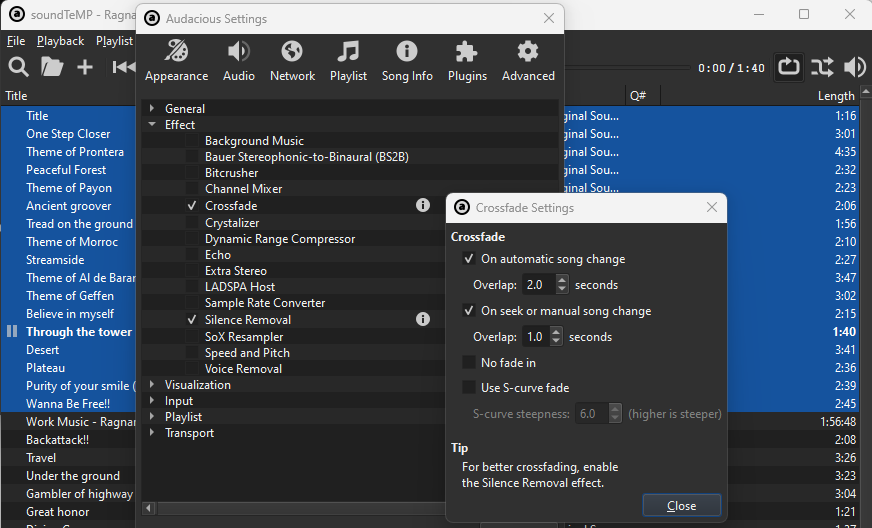 soundTeMP - Ragna
Audacious Settings
File Playback Playlist
Appearance Audio Network Playlist Song Info Plugins Advanced
0:00 / 1:40
Title Q# Length
General
Effect
Background Music
Bauer Stereophonic-to-Binaural (BS2B)
Bitcrusher
Channel Mixer
Crossfade
Crystalizer
Dynamic Range Compressor
Echo
Extra Stereo
LADSPA Host
Sample Rate Converter
Silence Removal
SoX Resampler
Speed and Pitch
Voice Removal
Visualization
Input
Playlist
Transport
Crossfade Settings
Crossfade
On automatic song change
Overlap: 2.0 seconds
On seek or manual song change
Overlap: 1.0 seconds
No fade in
Use S-curve fade
S-curve steepness: 6.0 (higher is steeper)
Tip
For better crossfading, enable
the Silence Removal effect.
Close
Title ginal Sou... 1:16
One Step Closer ginal Sou... 3:01
Theme of Prontera ginal Sou... 4:35
Peaceful Forest ginal Sou... 2:32
Theme of Payon ginal Sou... 2:23
Ancient groover 2:06
Tread on the ground 1:56
Theme of Morroc 2:10
Streamside 2:27
Theme of Al de Baran 3:47
Theme of Geffen 3:02
Believe in myself 2:15
Through the tower 1:40
Desert 3:41
Plateau 2:36
Purity of your smile ( 2:39
Wanna Be Free!! 2:45
Work Music - Ragnar 1:56:48
Backattack!! 2:08
Travel 3:26
Under the ground 3:23
Gambler of highway 3:04
Great honor 1:21